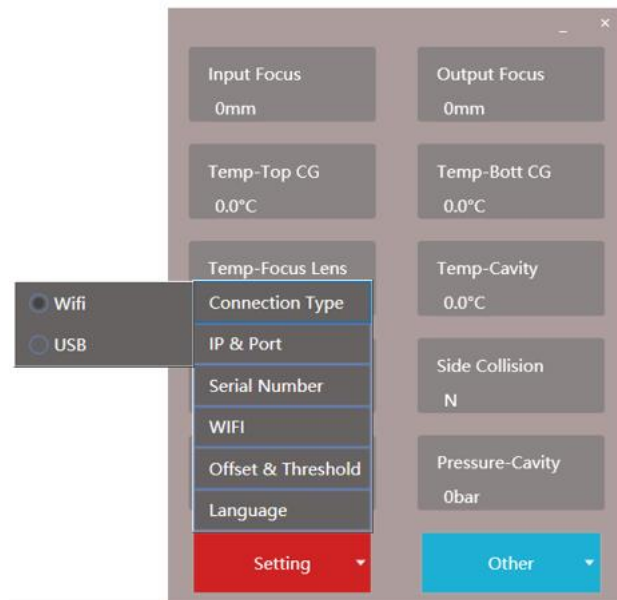 Input Focus
0mm
Output Focus
0mm
Temp-Top CG
0.0°C
Temp-Bott CG
0.0°C
Temp-Focus Lens
Temp-Cavity
0.0°C
Wifi
USB
Connection Type
IP & Port
Serial Number
WIFI
Offset & Threshold
Language
Side Collision
N
Pressure-Cavity
0bar
Setting
Other